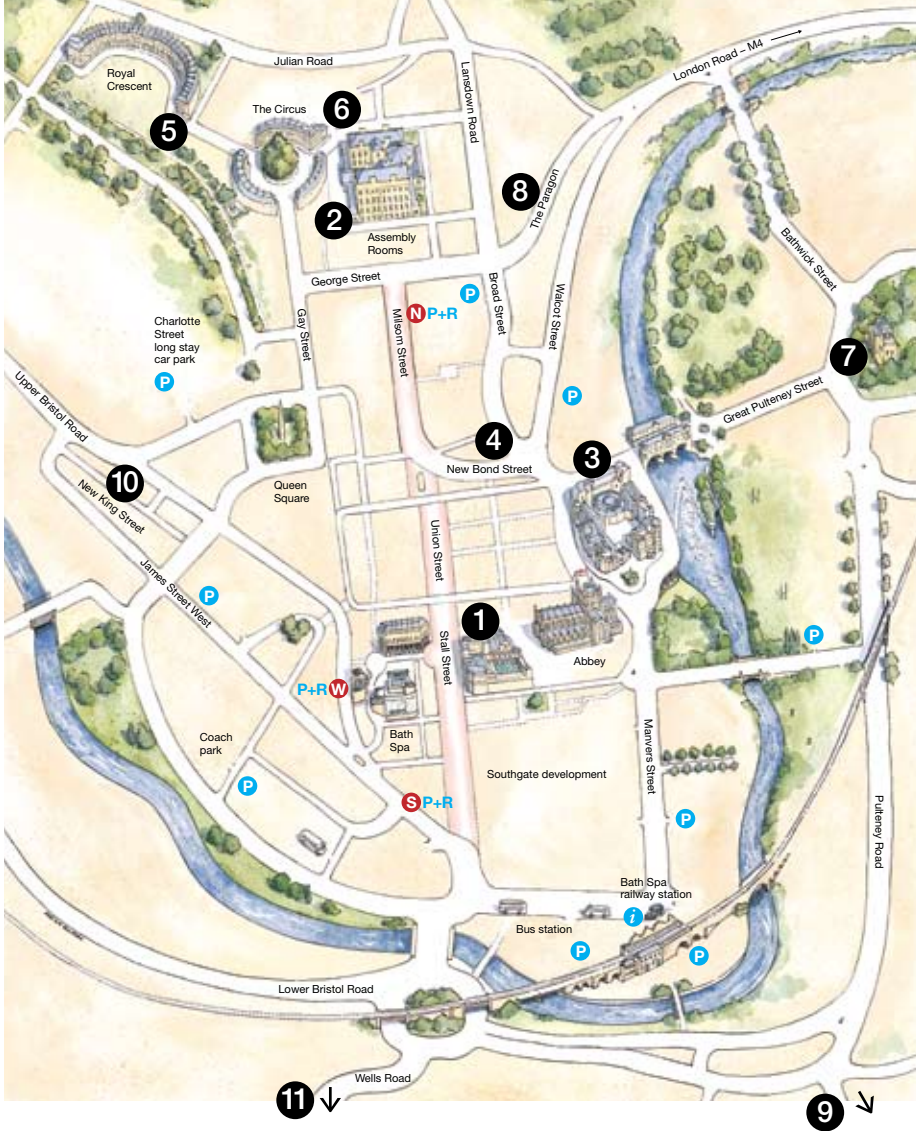 London Road – M4
Julian Road
Lansdown Road
Royal
Crescent
The Circus
6
5
8
The Paragon
2
Assembly
Rooms
Bathwick Street
George Street
Milsom Street
N P+R
P
Broad Street
Walcot Street
Gay Street
Charlotte
Street
long stay
car park
P
7
Great Pulteney Street
P
Upper Bristol Road
4
3
New Bond Street
10
New King Street
Queen
Square
Union Street
James Street West
P
1
Stall Street
P
Abbey
P+R W
Bath
Spa
Manvers Street
Coach
park
Southgate development
P
S P+R
P
Pulteney Road
Bath Spa
railway station
i
Bus station
P
P
Lower Bristol Road
Wells Road
11
9